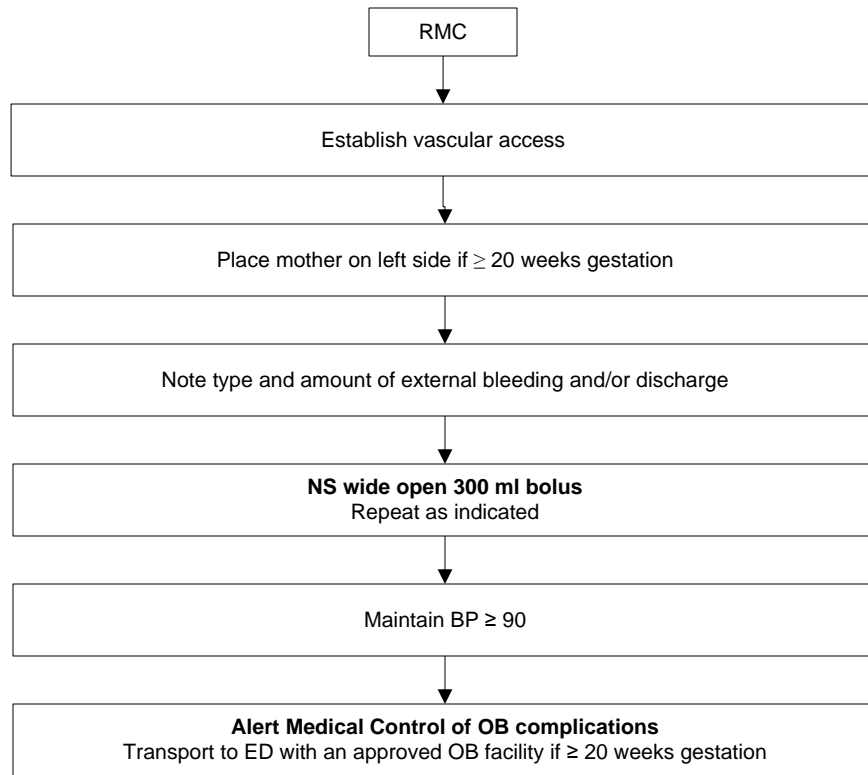 RMC
Establish vascular access
Place mother on left side if ≥ 20 weeks gestation
Note type and amount of external bleeding and/or discharge
NS wide open 300 ml bolus
Repeat as indicated
Maintain BP ≥ 90
Alert Medical Control of OB complications
Transport to ED with an approved OB facility if ≥ 20 weeks gestation